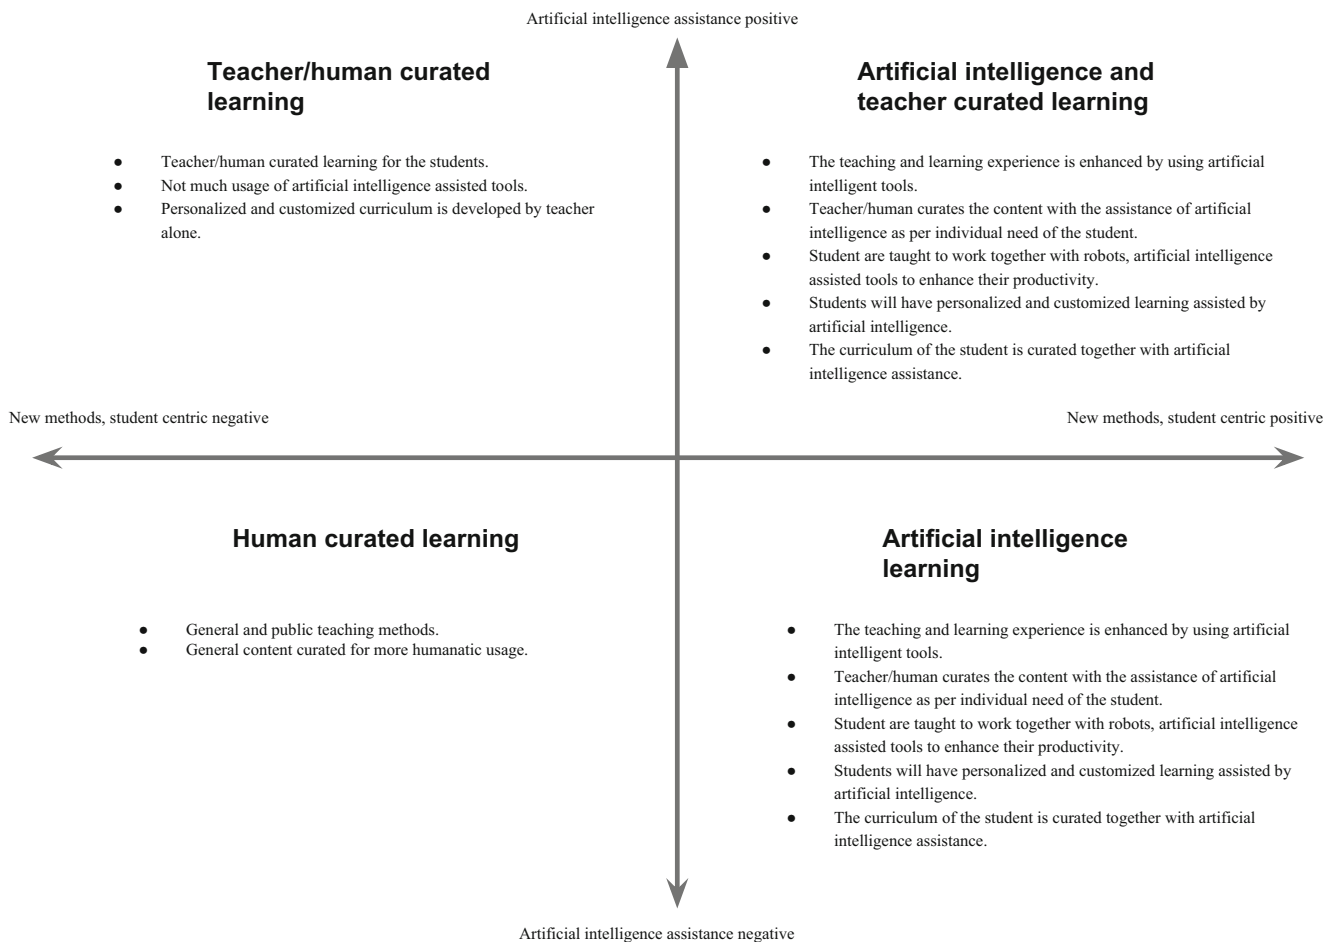 Artificial intelligence assistance positive
Teacher/human curated
learning
● Teacher/human curated learning for the students.
● Not much usage of artificial intelligence assisted tools.
● Personalized and customized curriculum is developed by teacher
alone.
Artificial intelligence and
teacher curated learning
● The teaching and learning experience is enhanced by using artificial
intelligent tools.
● Teacher/human curates the content with the assistance of artificial
intelligence as per individual need of the student.
● Student are taught to work together with robots, artificial intelligence
assisted tools to enhance their productivity.
● Students will have personalized and customized learning assisted by
artificial intelligence.
● The curriculum of the student is curated together with artificial
intelligence assistance.
New methods, student centric negative
New methods, student centric positive
Human curated learning
● General and public teaching methods.
● General content curated for more humanatic usage.
Artificial intelligence
learning
● The teaching and learning experience is enhanced by using artificial
intelligent tools.
● Teacher/human curates the content with the assistance of artificial
intelligence as per individual need of the student.
● Student are taught to work together with robots, artificial intelligence
assisted tools to enhance their productivity.
● Students will have personalized and customized learning assisted by
artificial intelligence.
● The curriculum of the student is curated together with artificial
intelligence assistance.
Artificial intelligence assistance negative